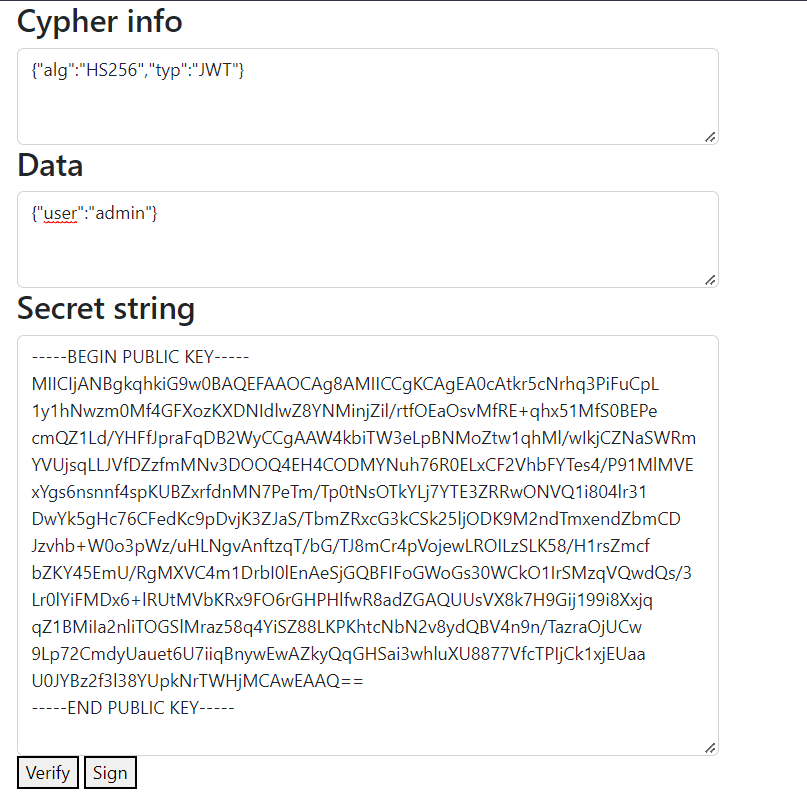 Cypher info
{"alg":"HS256","typ":"JWT"}
Data
{"user":"admin"}
Secret string
-----BEGIN PUBLIC KEY-----
MIICIjANBgkqhkiG9w0BAQEFAAOCAg8AMIICCgKCAgEA0cAtkr5cNrhq3PiFuCpL
1y1hNwzm0Mf4GFXozKXDNIdlwZ8YNMinjZil/rtfOEaOsvMfRE+qhx51MfS0BEPe
cmQZ1Ld/YHFfJpraFqDB2WyCCgAAW4kbiTW3eLpBNMoZtw1qhMl/wIkjCZNaSWRm
YVUjsqLLJVfDZzfmMNv3DOOQ4EH4CODMYNuh76R0ELxCF2VhbFYTes4/P91MlMVE
xYgs6nsnnf4spKUBZxrfdnMN7PeTm/Tp0tNsOTkYLj7YTE3ZRRwONVQ1i804lr31
DwYk5gHc76CFedKc9pDvjK3ZJaS/TbmZRxcG3kCSk25ljODK9M2ndTmxendZbmCD
Jzvhb+W0o3pWz/uHLNgvAnftzqT/bG/TJ8mCr4pVojewLROILzSLK58/H1rsZmcf
bZKY45EmU/RgMXVC4m1DrbI0lEnAeSjGQBFIFoGWoGs30WCkO1IrSMzqVQwdQs/3
Lr0lYiFMDx6+lRUtMVbKRx9FO6rGHPHlfwR8adZGAQUUsVX8k7H9Gij199i8Xxjq
qZ1BMiIa2nliTOGSlMraz58q4YiSZ88LKPKhtcNbN2v8ydQBV4n9n/TazraOjUCw
9Lp72CmdyUauet6U7iiqBnywEwAZkyQqGHSai3whluXU8877VfcTPIjCk1xjEUaa
U0JYBz2f3I38YUpkNrTWHjMCAwEAAQ==
-----END PUBLIC KEY-----
Verify
Sign